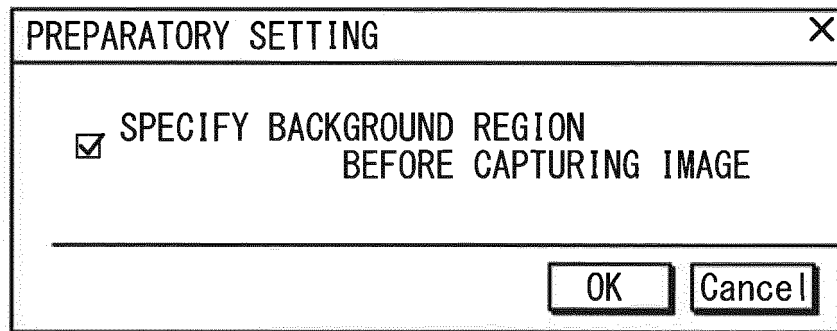 PREPARATORY SETTING ×
SPECIFY BACKGROUND REGION
BEFORE CAPTURING IMAGE
OK Cancel